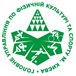 ГОЛОВНЕ УПРАВЛІННЯ ПО ФІЗИЧНІЙ КУЛЬТУРІ ТА СПОРТУ М. КИЄВА